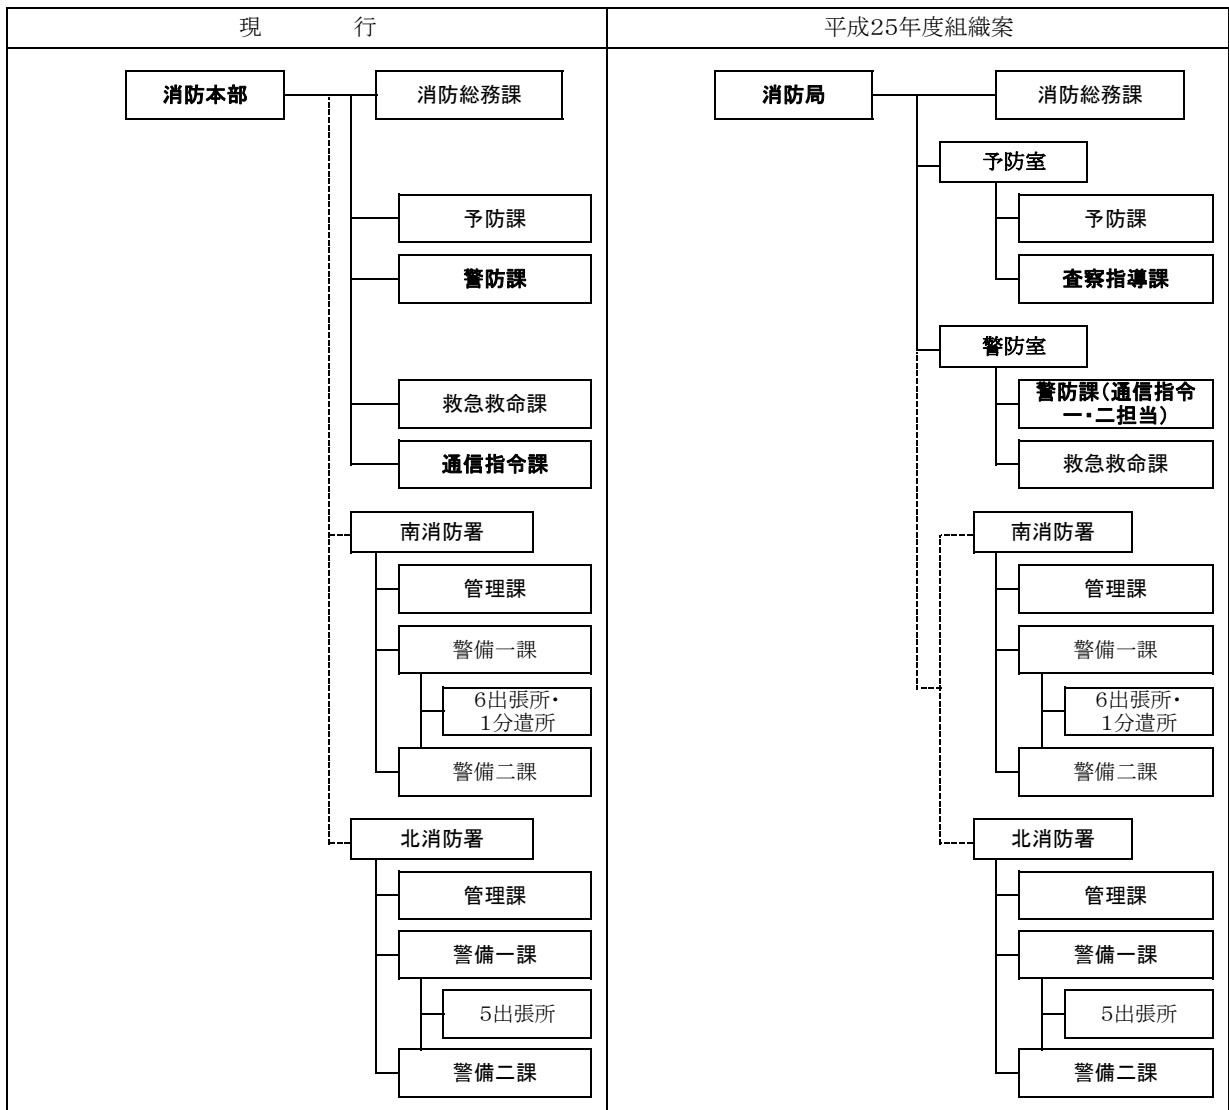 現　行
消防本部
消防総務課
予防課
警防課
救急救命課
通信指令課
南消防署
管理課
警備一課
6出張所・
1分遣所
警備二課
北消防署
管理課
警備一課
5出張所
警備二課
平成25年度組織案
消防局
消防総務課
予防室
予防課
査察指導課
警防室
警防課（通信指令
一・二担当）
救急救命課
南消防署
管理課
警備一課
6出張所・
1分遣所
警備二課
北消防署
管理課
警備一課
5出張所
警備二課